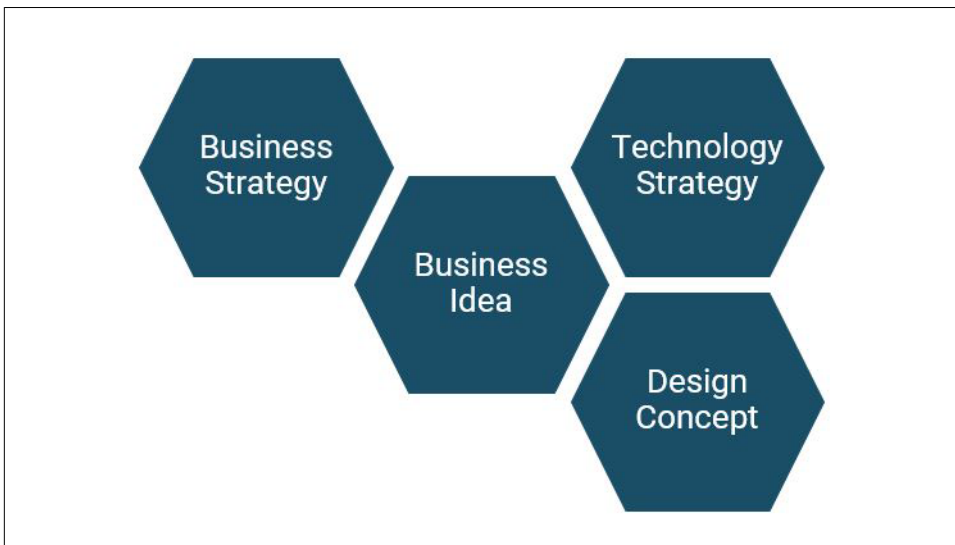 Business
Strategy
Technology
Strategy
Business
Idea
Design
Concept